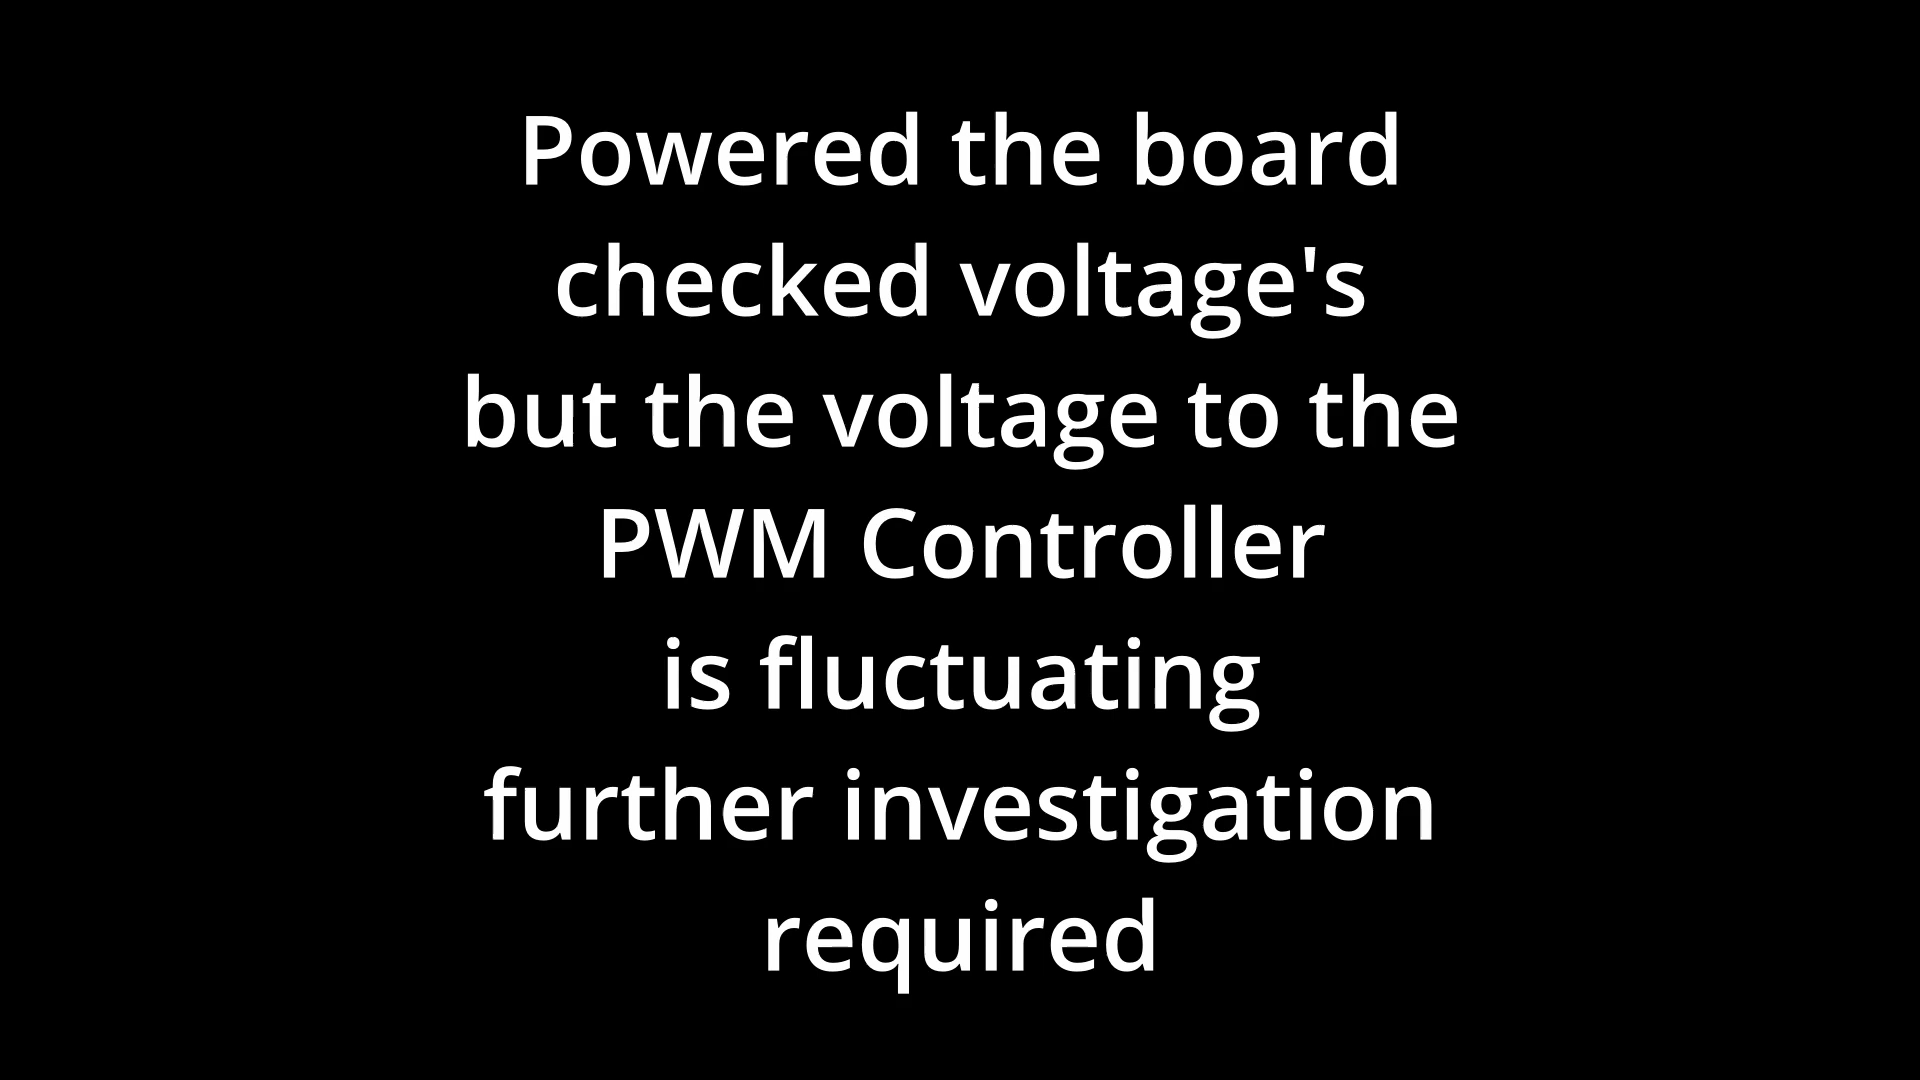 Powered the board
checked voltage's
but the voltage to the
PWM Controller
is fluctuating
further investigation
required